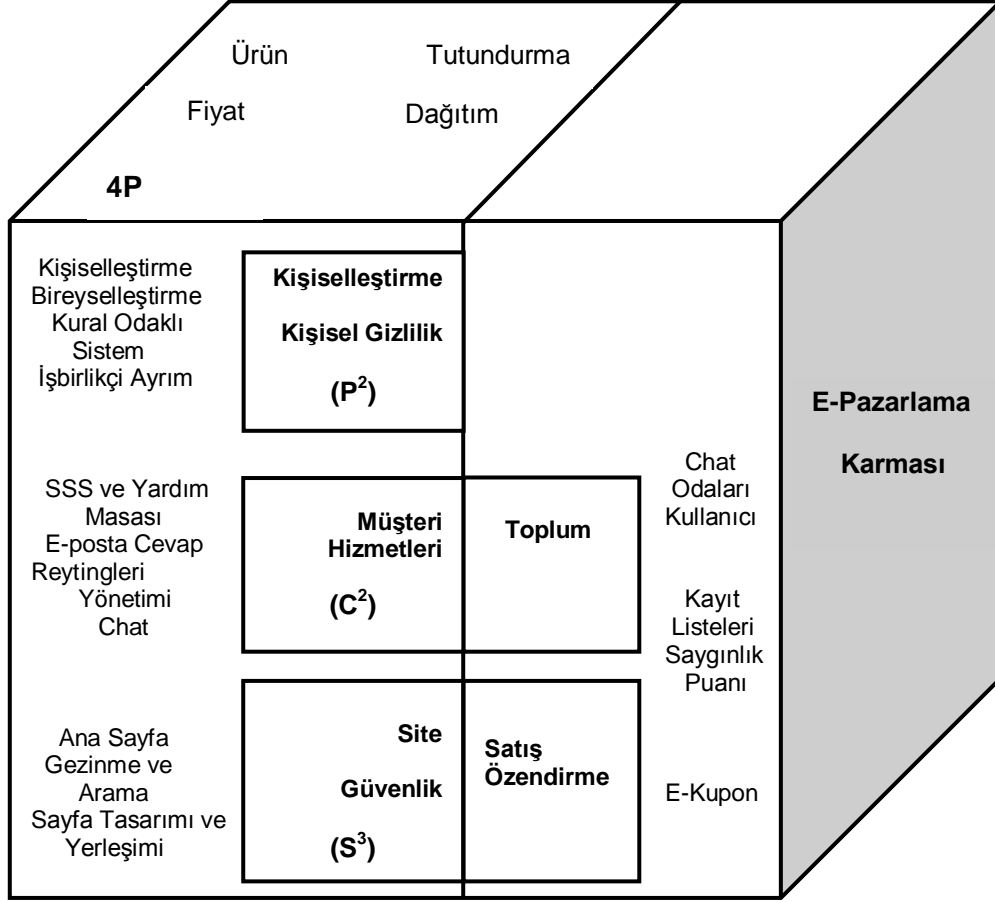 Ürün
Tutundurma
Fiyat
Dağıtım
4P
Kişiselleştirme
Bireyselleştirme
Kural Odaklı
Sistem
İşbirlikçi Ayrım
Kişiselleştirme
Kişisel Gizlilik
(P²)
SSS ve Yardım
Masası
E-posta Cevap
Reytingleri
Yönetimi
Chat
Müşteri
Hizmetleri
(C²)
Toplum
Chat
Odaları
Kullanıcı
Kayıt
Listeleri
Saygınlık
Puanı
Ana Sayfa
Gezinme ve
Arama
Sayfa Tasarımı ve
Yerleşimi
Site
Güvenlik
(S³)
Satış
Özendirme
E-Kupon
E-Pazarlama
Karması